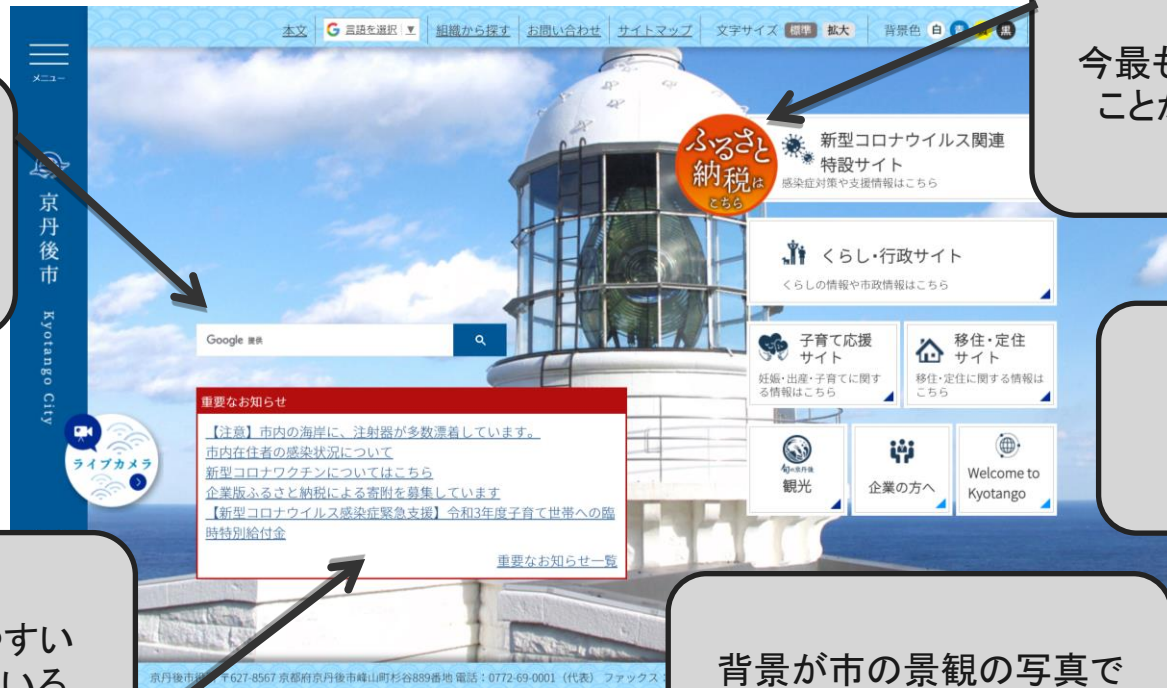 本文
言語を選択 ▼
組織から探す
お問い合わせ
サイトマップ
文字サイズ 標準 拡大
背景色 白 黒
メニュー
京丹後市 Kyotango City
今最も
ことが
ふるさと
納税は
こちら
新型コロナウイルス関連
特設サイト
感染症対策や支援情報はこちら
くらし・行政サイト
くらしの情報や市政情報はこちら
Google 提供
子育て応援
サイト
妊娠・出産・子育てに関す
る情報はこちら
移住・定住
サイト
移住・定住に関する情報は
こちら
重要なお知らせ
【注意】市内の海岸に、注射器が多数漂着しています。
市内在住者の感染状況について
新型コロナワクチンについてはこちら
企業版ふるさと納税による寄附を募集しています
【新型コロナウイルス感染症緊急支援】令和3年度子育て世帯への臨
時特別給付金
重要なお知らせ一覧
ライブカメラ
旬の京丹後
観光
企業の方へ
Welcome to
Kyotango
やすい
いる
背景が市の景観の写真で
京丹後市 〒627-8567 京都府京丹後市峰山町杉谷889番地 電話：0772-69-0001（代表） ファックス